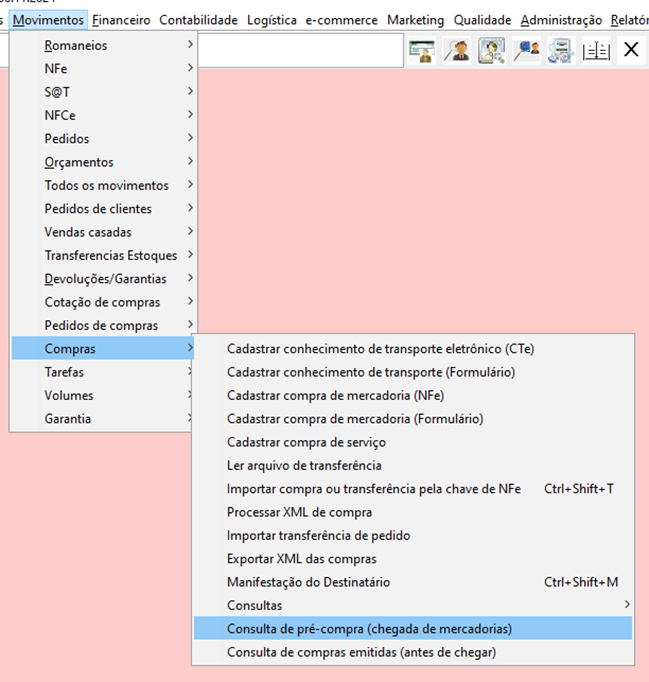 s Movimentos Financeiro Contabilidade Logística e-commerce Marketing Qualidade Administração Relatór
Romaneios
NFe
S@T
NFCe
Pedidos
Orçamentos
Todos os movimentos
Pedidos de clientes
Vendas casadas
Transferencias Estoques
Devoluções/Garantias
Cotação de compras
Pedidos de compras
Compras
Tarefas
Volumes
Garantia
Cadastrar conhecimento de transporte eletrônico (CTe)
Cadastrar conhecimento de transporte (Formulário)
Cadastrar compra de mercadoria (NFe)
Cadastrar compra de mercadoria (Formulário)
Cadastrar compra de serviço
Ler arquivo de transferência
Importar compra ou transferência pela chave de NFe Ctrl+Shift+T
Processar XML de compra
Importar transferência de pedido
Exportar XML das compras
Manifestação do Destinatário Ctrl+Shift+M
Consultas
Consulta de pré-compra (chegada de mercadorias)
Consulta de compras emitidas (antes de chegar)